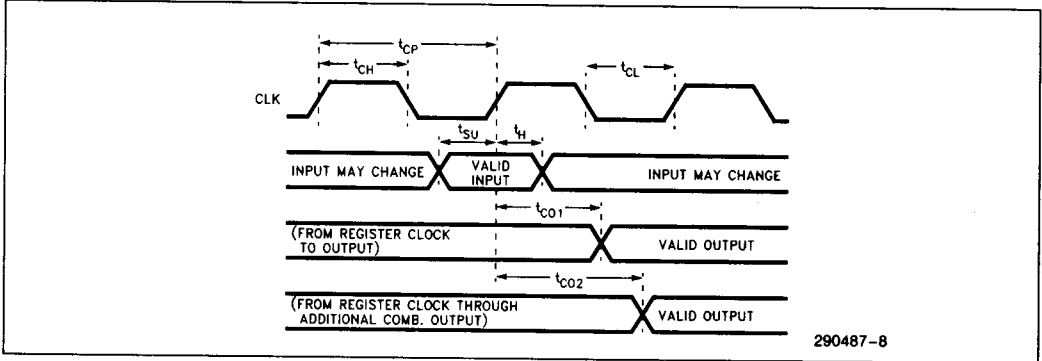 tCP
tCH
tCL
CLK
tSU
tH
INPUT MAY CHANGE
VALID
INPUT
INPUT MAY CHANGE
tCO1
(FROM REGISTER CLOCK
TO OUTPUT)
VALID OUTPUT
tCO2
(FROM REGISTER CLOCK THROUGH
ADDITIONAL COMB. OUTPUT)
VALID OUTPUT
290487-8